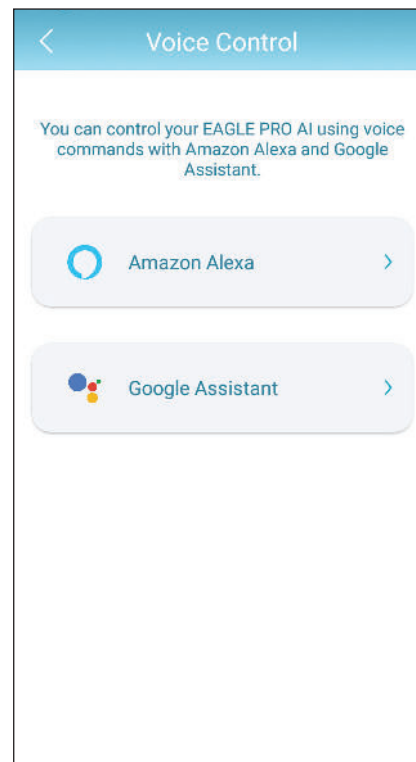 Voice Control
You can control your EAGLE PRO AI using voice
commands with Amazon Alexa and Google
Assistant.
Amazon Alexa
Google Assistant